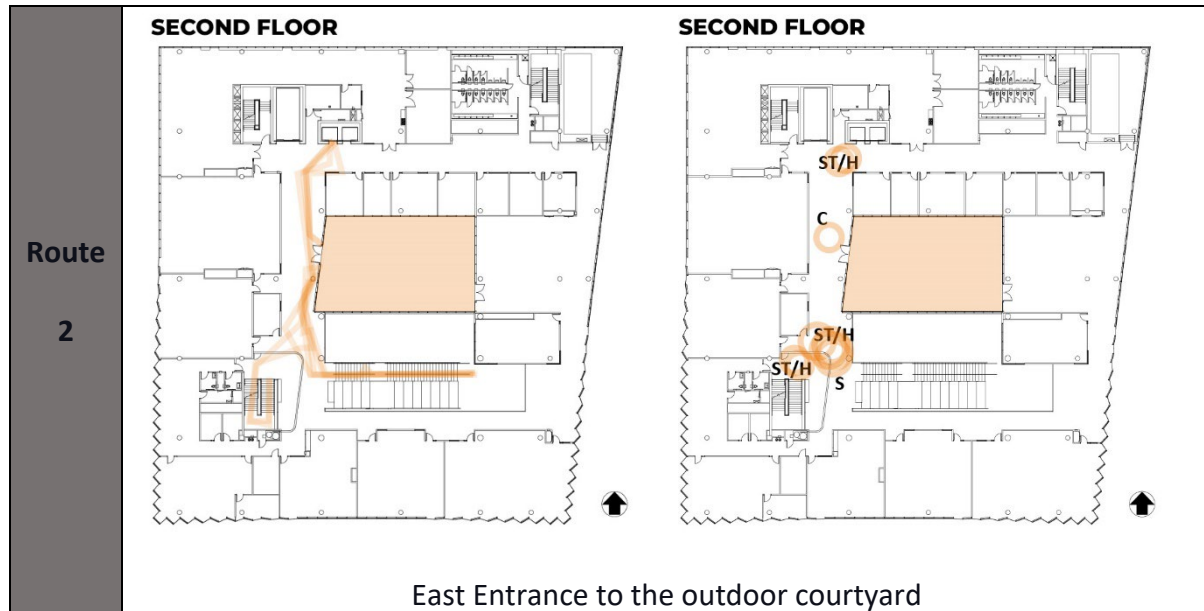 Route
2
SECOND FLOOR
SECOND FLOOR
ST/H
C
ST/H
ST/H
S
East Entrance to the outdoor courtyard